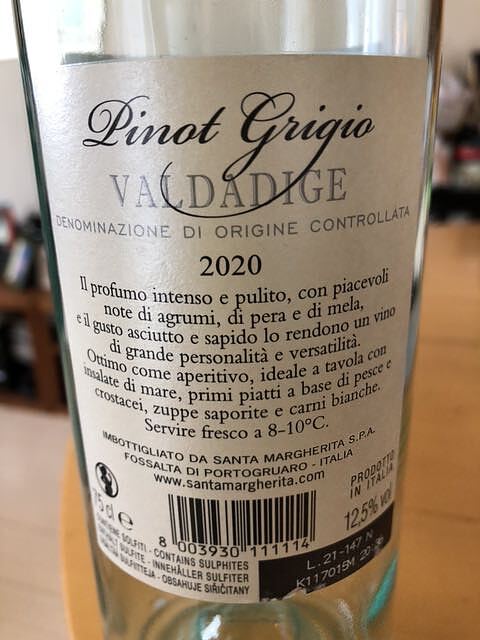 Pinot Grigio
VALDADIGE
DENOMINAZIONE DI ORIGINE CONTROLLATA
2020
Il profumo intenso e pulito, con piacevoli
note di agrumi, di pera e di mela,
e il gusto asciutto e sapido lo rendono un vino
di grande personalità e versatilità.
Ottimo come aperitivo, ideale a tavola con
insalate di mare, primi piatti a base di pesce e
crostacei, zuppe saporite e carni bianche.
Servire fresco a 8-10°C.
IMBOTTIGLIATO DA SANTA MARGHERITA S.P.A.
FOSSALTA DI PORTOGRUARO - ITALIA
www.santamargherita.com
PRODOTTO
IN ITALIA
75 cl e
12,5% vol
8 003930 111114
SOLFITI - CONTAINS SULPHITES
SULFITE - INNEHÅLLER SULFITER
SULFIITTEJA - OBSAHUJE SIŘIČITANY
L. 21-147 N
K117015M 20: